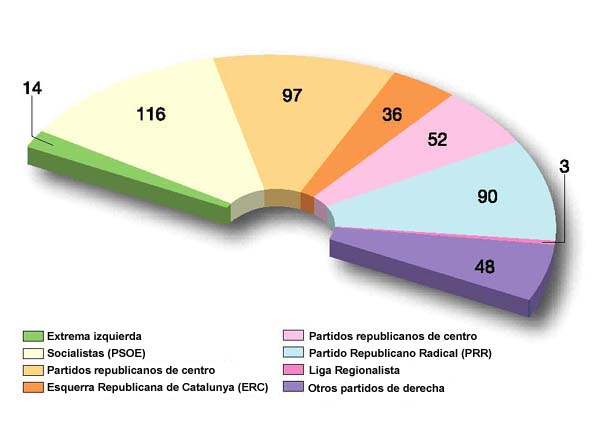 14
116
97
36
52
90
3
48
Extrema izquierda
Socialistas (PSOE)
Partidos republicanos de centro
Esquerra Republicana de Catalunya (ERC)
Partidos republicanos de centro
Partido Republicano Radical (PRR)
Liga Regionalista
Otros partidos de derecha